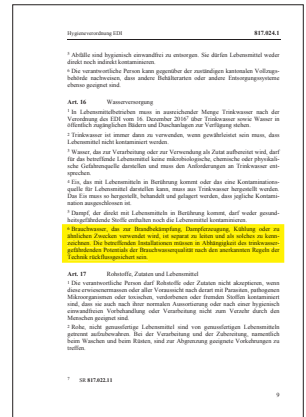 Hygieneverordnung EDI 817.024.1
5 Abfälle sind hygienisch einwandfrei zu entsorgen. Sie dürfen Lebensmittel weder
direkt noch indirekt kontaminieren.
6 Die verantwortliche Person kann gegenüber der zuständigen kantonalen Vollzugs-
behörde nachweisen, dass andere Behälterarten oder andere Entsorgungssysteme
ebenso geeignet sind.
Art. 16 Wasserversorgung
1 In Lebensmittelbetrieben muss in ausreichender Menge Trinkwasser nach der
Verordnung des EDI vom 16. Dezember 20167 über Trinkwasser sowie Wasser in
öffentlich zugänglichen Bädern und Duschanlagen zur Verfügung stehen.
2 Trinkwasser ist immer dann zu verwenden, wenn gewährleistet sein muss, dass
Lebensmittel nicht kontaminiert werden.
3 Wasser, das zur Verarbeitung oder zur Verwendung als Zutat aufbereitet wird, darf
für das betreffende Lebensmittel keine mikrobiologische, chemische oder physikali-
sche Gefahrenquelle darstellen und muss den Anforderungen an Trinkwasser ent-
sprechen.
4 Eis, das mit Lebensmitteln in Berührung kommt oder das eine Kontaminations-
quelle für Lebensmittel darstellen kann, muss aus Trinkwasser hergestellt werden.
Das Eis muss so hergestellt, behandelt und gelagert werden, dass jegliche Kontami-
nation ausgeschlossen ist.
5 Dampf, der direkt mit Lebensmitteln in Berührung kommt, darf weder gesund-
heitsgefährdende Stoffe enthalten noch die Lebensmittel kontaminieren.
6 Brauchwasser, das zur Brandbekämpfung, Dampferzeugung, Kühlung oder zu
ähnlichen Zwecken verwendet wird, ist separat zu leiten und als solches zu kenn-
zeichnen. Die betreffenden Installationen müssen in Abhängigkeit des trinkwasser-
gefährdenden Potentials der Brauchwasserqualität nach den anerkannten Regeln der
Technik rückflussgesichert sein.
Art. 17 Rohstoffe, Zutaten und Lebensmittel
1 Die verantwortliche Person darf Rohstoffe oder Zutaten nicht akzeptieren, wenn
diese erwiesenermassen oder aller Voraussicht nach derart mit Parasiten, pathogenen
Mikroorganismen oder toxischen, verdorbenen oder fremden Stoffen kontaminiert
sind, dass sie auch nach ihrer normalen Aussortierung oder nach einer hygienisch
einwandfreien Vorbehandlung oder Verarbeitung nicht zum Verzehr durch den
Menschen geeignet sind.
2 Rohe, nicht genussfertige Lebensmittel sind von genussfertigen Lebensmitteln
getrennt aufzubewahren. Bei der Verarbeitung und der Zubereitung, namentlich
beim Waschen und beim Rüsten, sind zur Abgrenzung geeignete Vorkehrungen zu
treffen.
7 SR 817.022.11
9